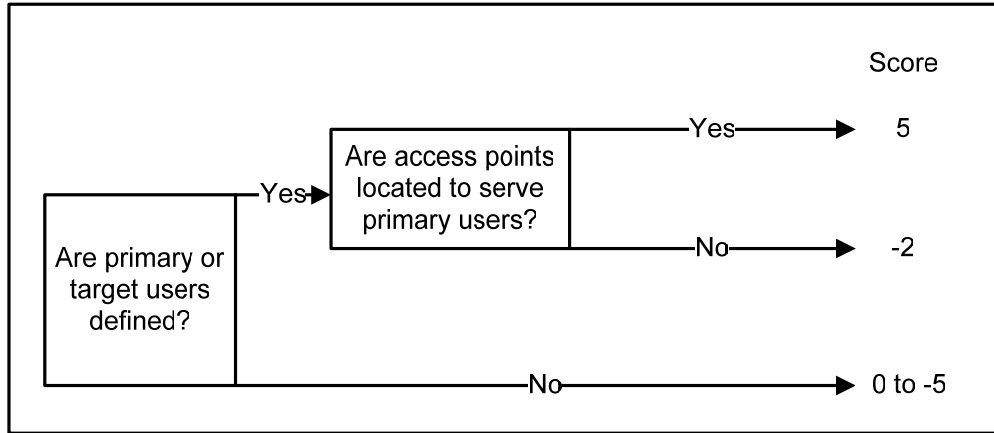 Score
Yes
5
Are access points
located to serve
primary users?
Yes
No
-2
Are primary or
target users
defined?
No
0 to -5